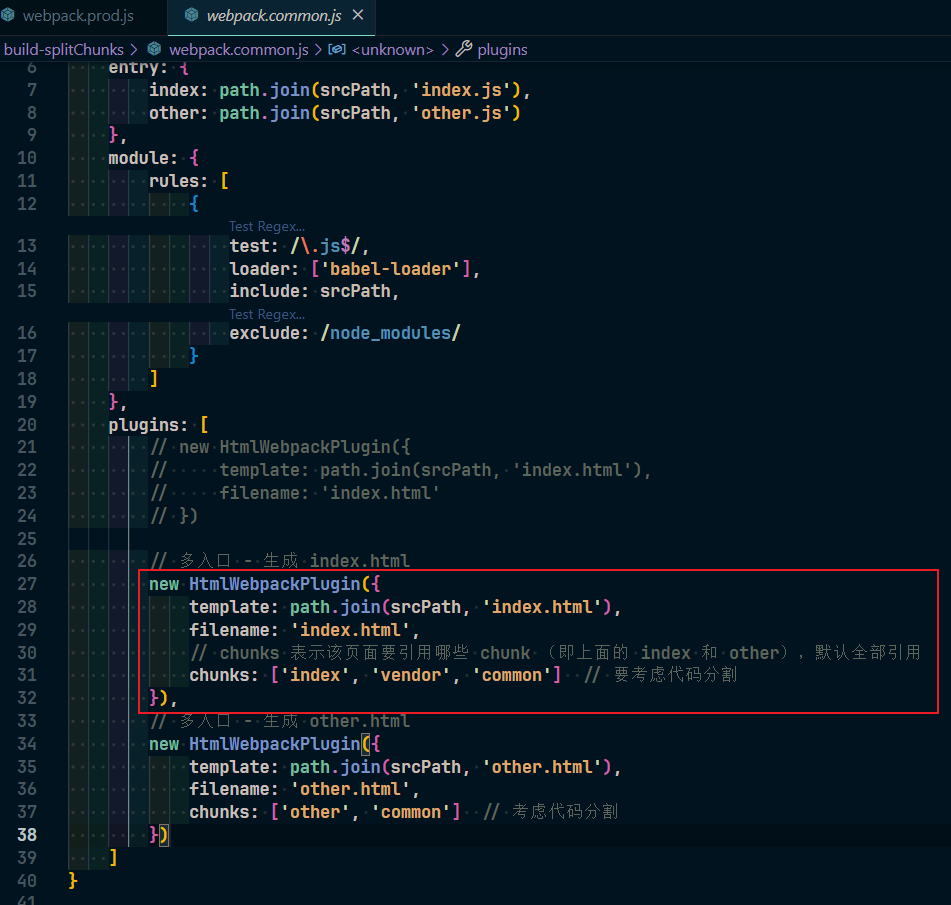 webpack.prod.js webpack.common.js ×
build-splitChunks > webpack.common.js > <unknown> > plugins
6 entry: {
7 index: path.join(srcPath, 'index.js'),
8 other: path.join(srcPath, 'other.js')
9 },
10 module: {
11 rules: [
12 {
Test Regex...
13 test: /\.js$/,
14 loader: ['babel-loader'],
15 include: srcPath,
Test Regex...
16 exclude: /node_modules/
17 }
18 ]
19 },
20 plugins: [
21 // new HtmlWebpackPlugin({
22 // template: path.join(srcPath, 'index.html'),
23 // filename: 'index.html'
24 // })
25
26 // 多入口 - 生成 index.html
27 new HtmlWebpackPlugin({
28 template: path.join(srcPath, 'index.html'),
29 filename: 'index.html',
30 // chunks 表示该页面要引用哪些 chunk （即上面的 index 和 other），默认全部引用
31 chunks: ['index', 'vendor', 'common'] // 要考虑代码分割
32 }),
33 // 多入口 - 生成 other.html
34 new HtmlWebpackPlugin({
35 template: path.join(srcPath, 'other.html'),
36 filename: 'other.html',
37 chunks: ['other', 'common'] // 考虑代码分割
38 })
39 ]
40 }
41